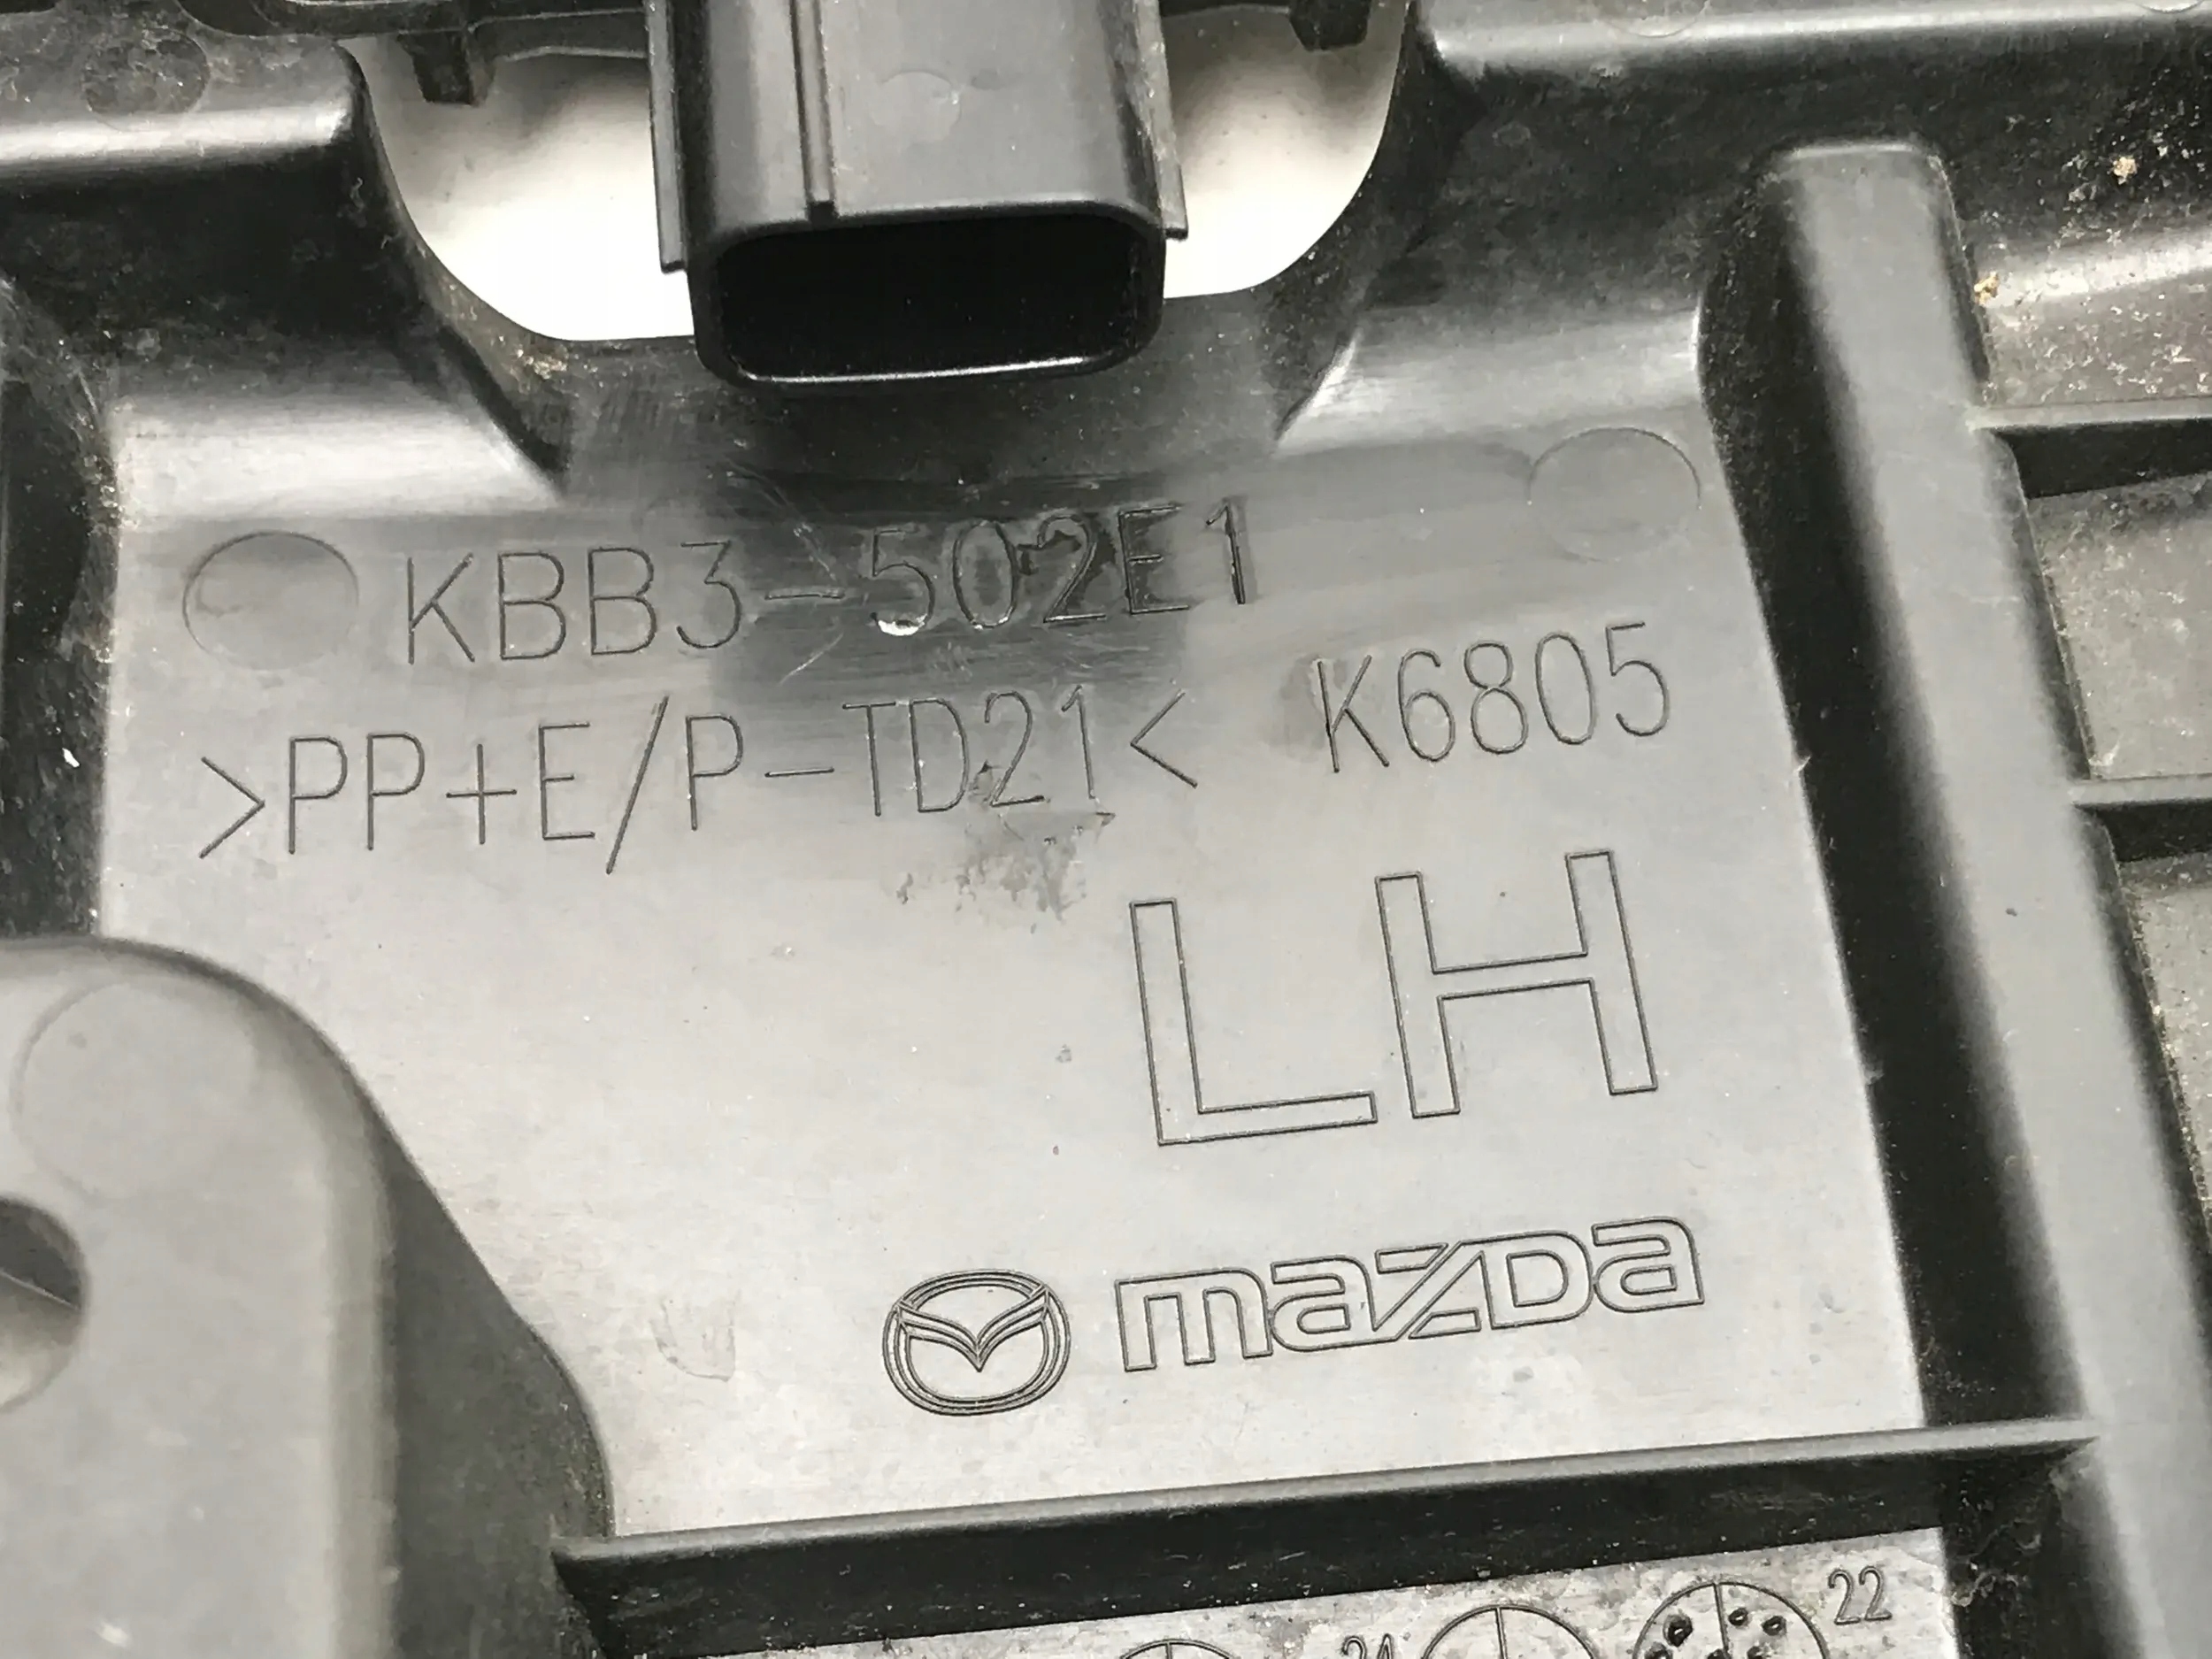 KBB3-502E1
>PP+E/P-TD21< K6805
LH
mazda
22